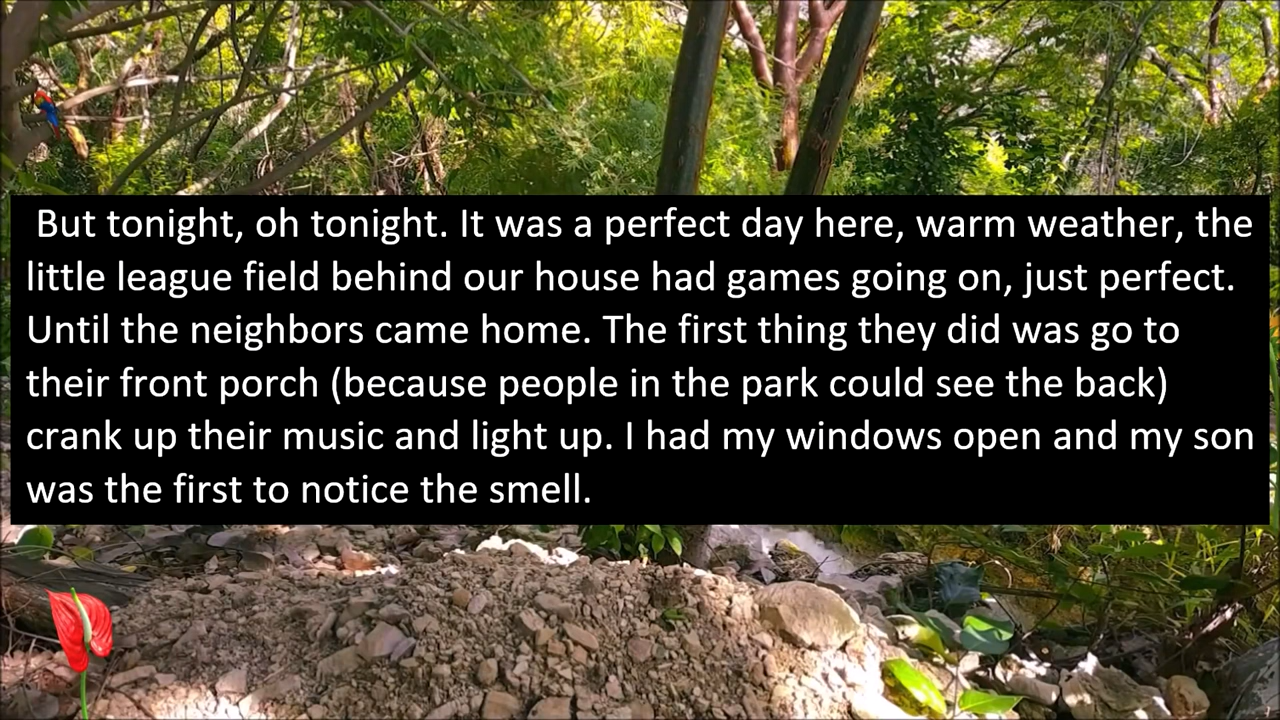 But tonight, oh tonight. It was a perfect day here, warm weather, the
little league field behind our house had games going on, just perfect.
Until the neighbors came home. The first thing they did was go to
their front porch (because people in the park could see the back)
crank up their music and light up. I had my windows open and my son
was the first to notice the smell.